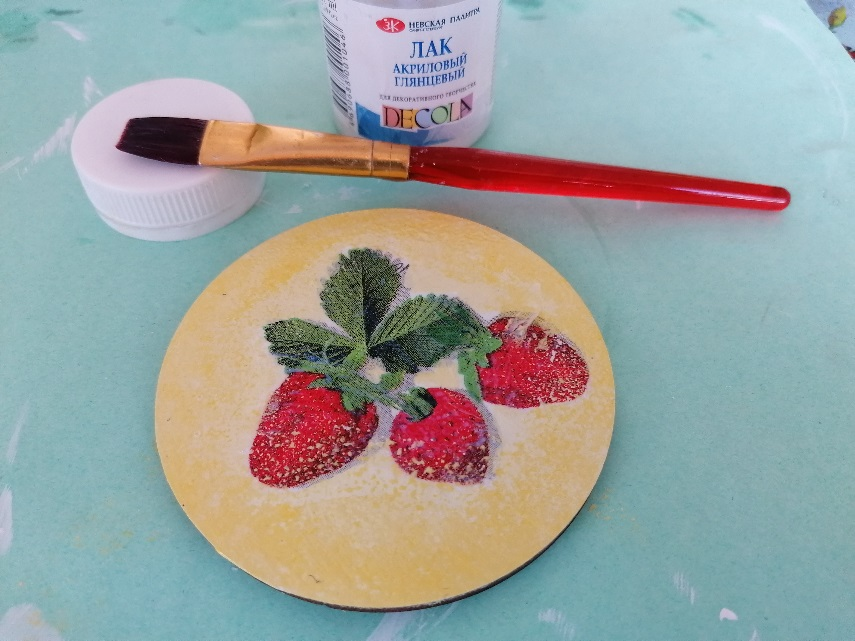 НЕВСКАЯ ПАЛИТРА
ЛАК
АКРИЛОВЫЙ
ГЛЯНЦЕВЫЙ
ДЛЯ ДЕКОРАТИВНОГО ТВОРЧЕСТВА
DECOLA